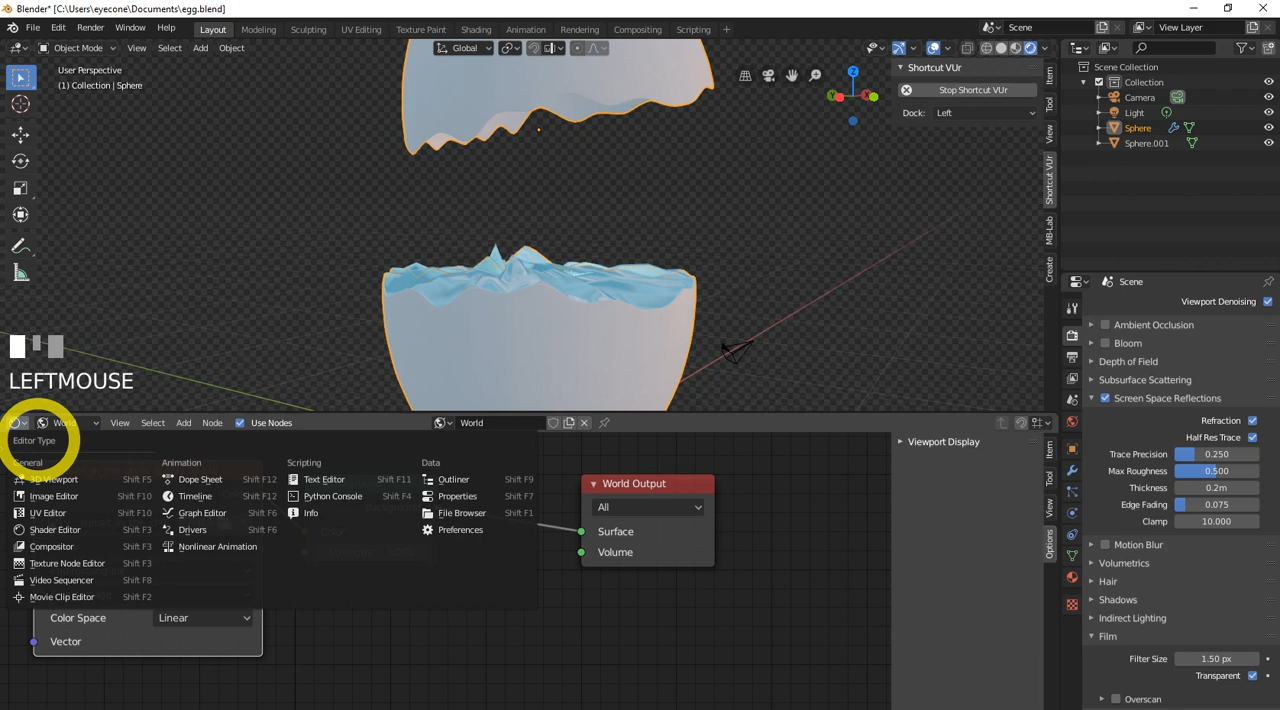 Blender* [C:\Users\eyecone\Documents\egg.blend]
File Edit Render Window Help Layout Modeling Sculpting UV Editing Texture Paint Shading Animation Rendering Compositing Scripting + Scene View Layer
Object Mode View Select Add Object Global
User Perspective
(1) Collection | Sphere
Z
Y
Shortcut VUr
Stop Shortcut VUr
Dock: Left
Item
Tool
View
Shortcut VUr
MB-Lab
Create
Scene Collection
Collection
Camera
Light
Sphere
Sphere.001
Scene
Viewport Denoising
Ambient Occlusion
Bloom
Depth of Field
Subsurface Scattering
Screen Space Reflections
Refraction
Half Res Trace
Trace Precision 0.250
Max Roughness 0.500
Thickness 0.2m
Edge Fading 0.075
Clamp 10.000
Motion Blur
Volumetrics
Hair
Shadows
Indirect Lighting
Film
Filter Size 1.50 px
Transparent
Overscan
LEFTMOUSE
World View Select Add Node Use Nodes World
Editor Type
General Animation Scripting Data
3D Viewport Shift F5 Dope Sheet Shift F12 Text Editor Shift F11 Outliner Shift F9
Image Editor Shift F10 Timeline Shift F12 Python Console Shift F4 Properties Shift F7
UV Editor Shift F10 Graph Editor Shift F6 Info File Browser Shift F1
Shader Editor Shift F3 Drivers Shift F6 Preferences
Compositor Shift F3 Nonlinear Animation
Texture Node Editor Shift F3
Video Sequencer Shift F8
Movie Clip Editor Shift F2
Color Space Linear
Vector
World Output
All
Surface
Volume
Viewport Display
Item
Tool
View
Options